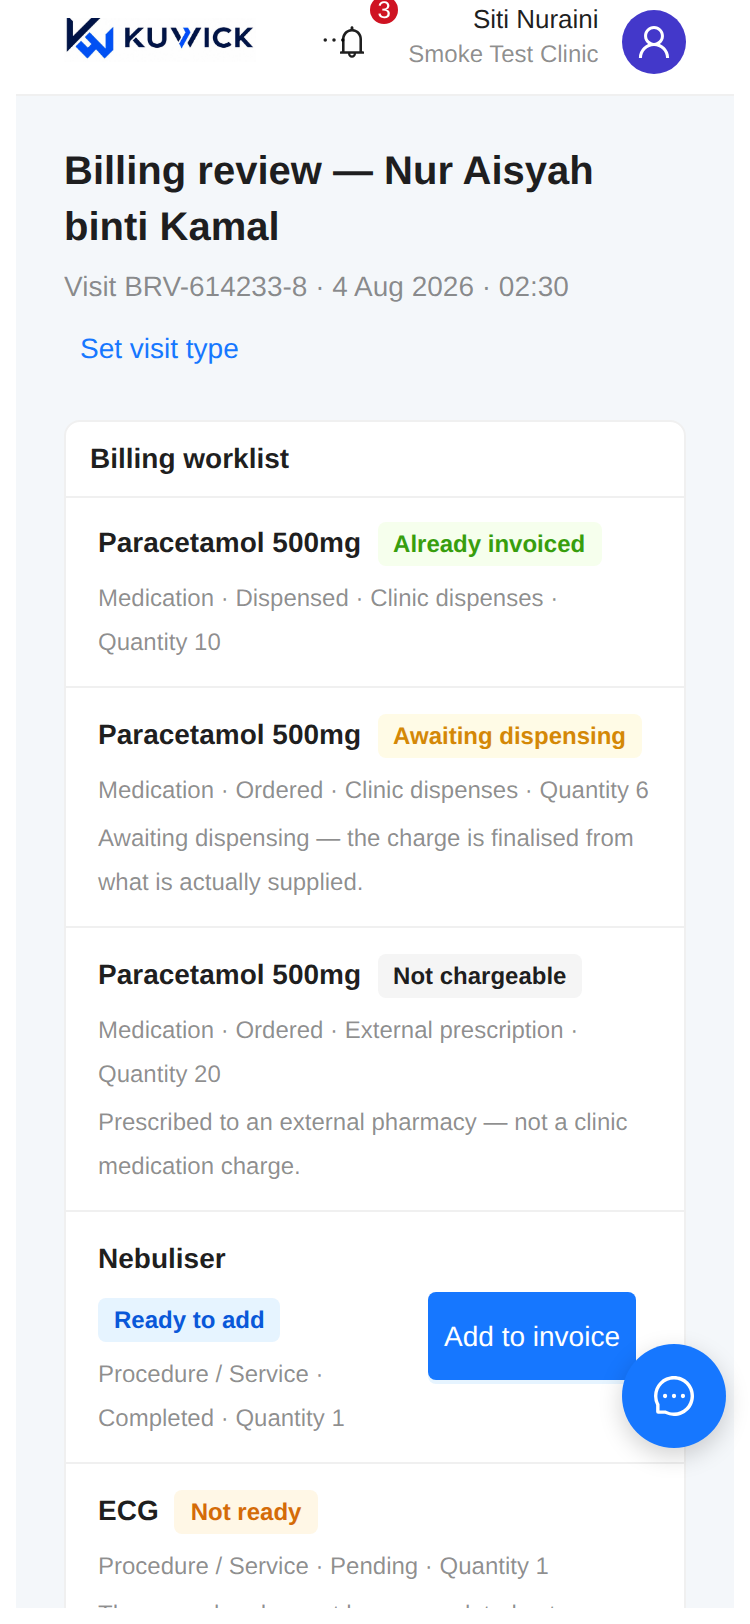 KUWICK
3
Siti Nuraini
Smoke Test Clinic
Billing review — Nur Aisyah
binti Kamal
Visit BRV-614233-8 · 4 Aug 2026 · 02:30
Set visit type
Billing worklist
Paracetamol 500mg Already invoiced
Medication · Dispensed · Clinic dispenses ·
Quantity 10
Paracetamol 500mg Awaiting dispensing
Medication · Ordered · Clinic dispenses · Quantity 6
Awaiting dispensing — the charge is finalised from
what is actually supplied.
Paracetamol 500mg Not chargeable
Medication · Ordered · External prescription ·
Quantity 20
Prescribed to an external pharmacy — not a clinic
medication charge.
Nebuliser
Ready to add
Add to invoice
Procedure / Service ·
Completed · Quantity 1
ECG Not ready
Procedure / Service · Pending · Quantity 1